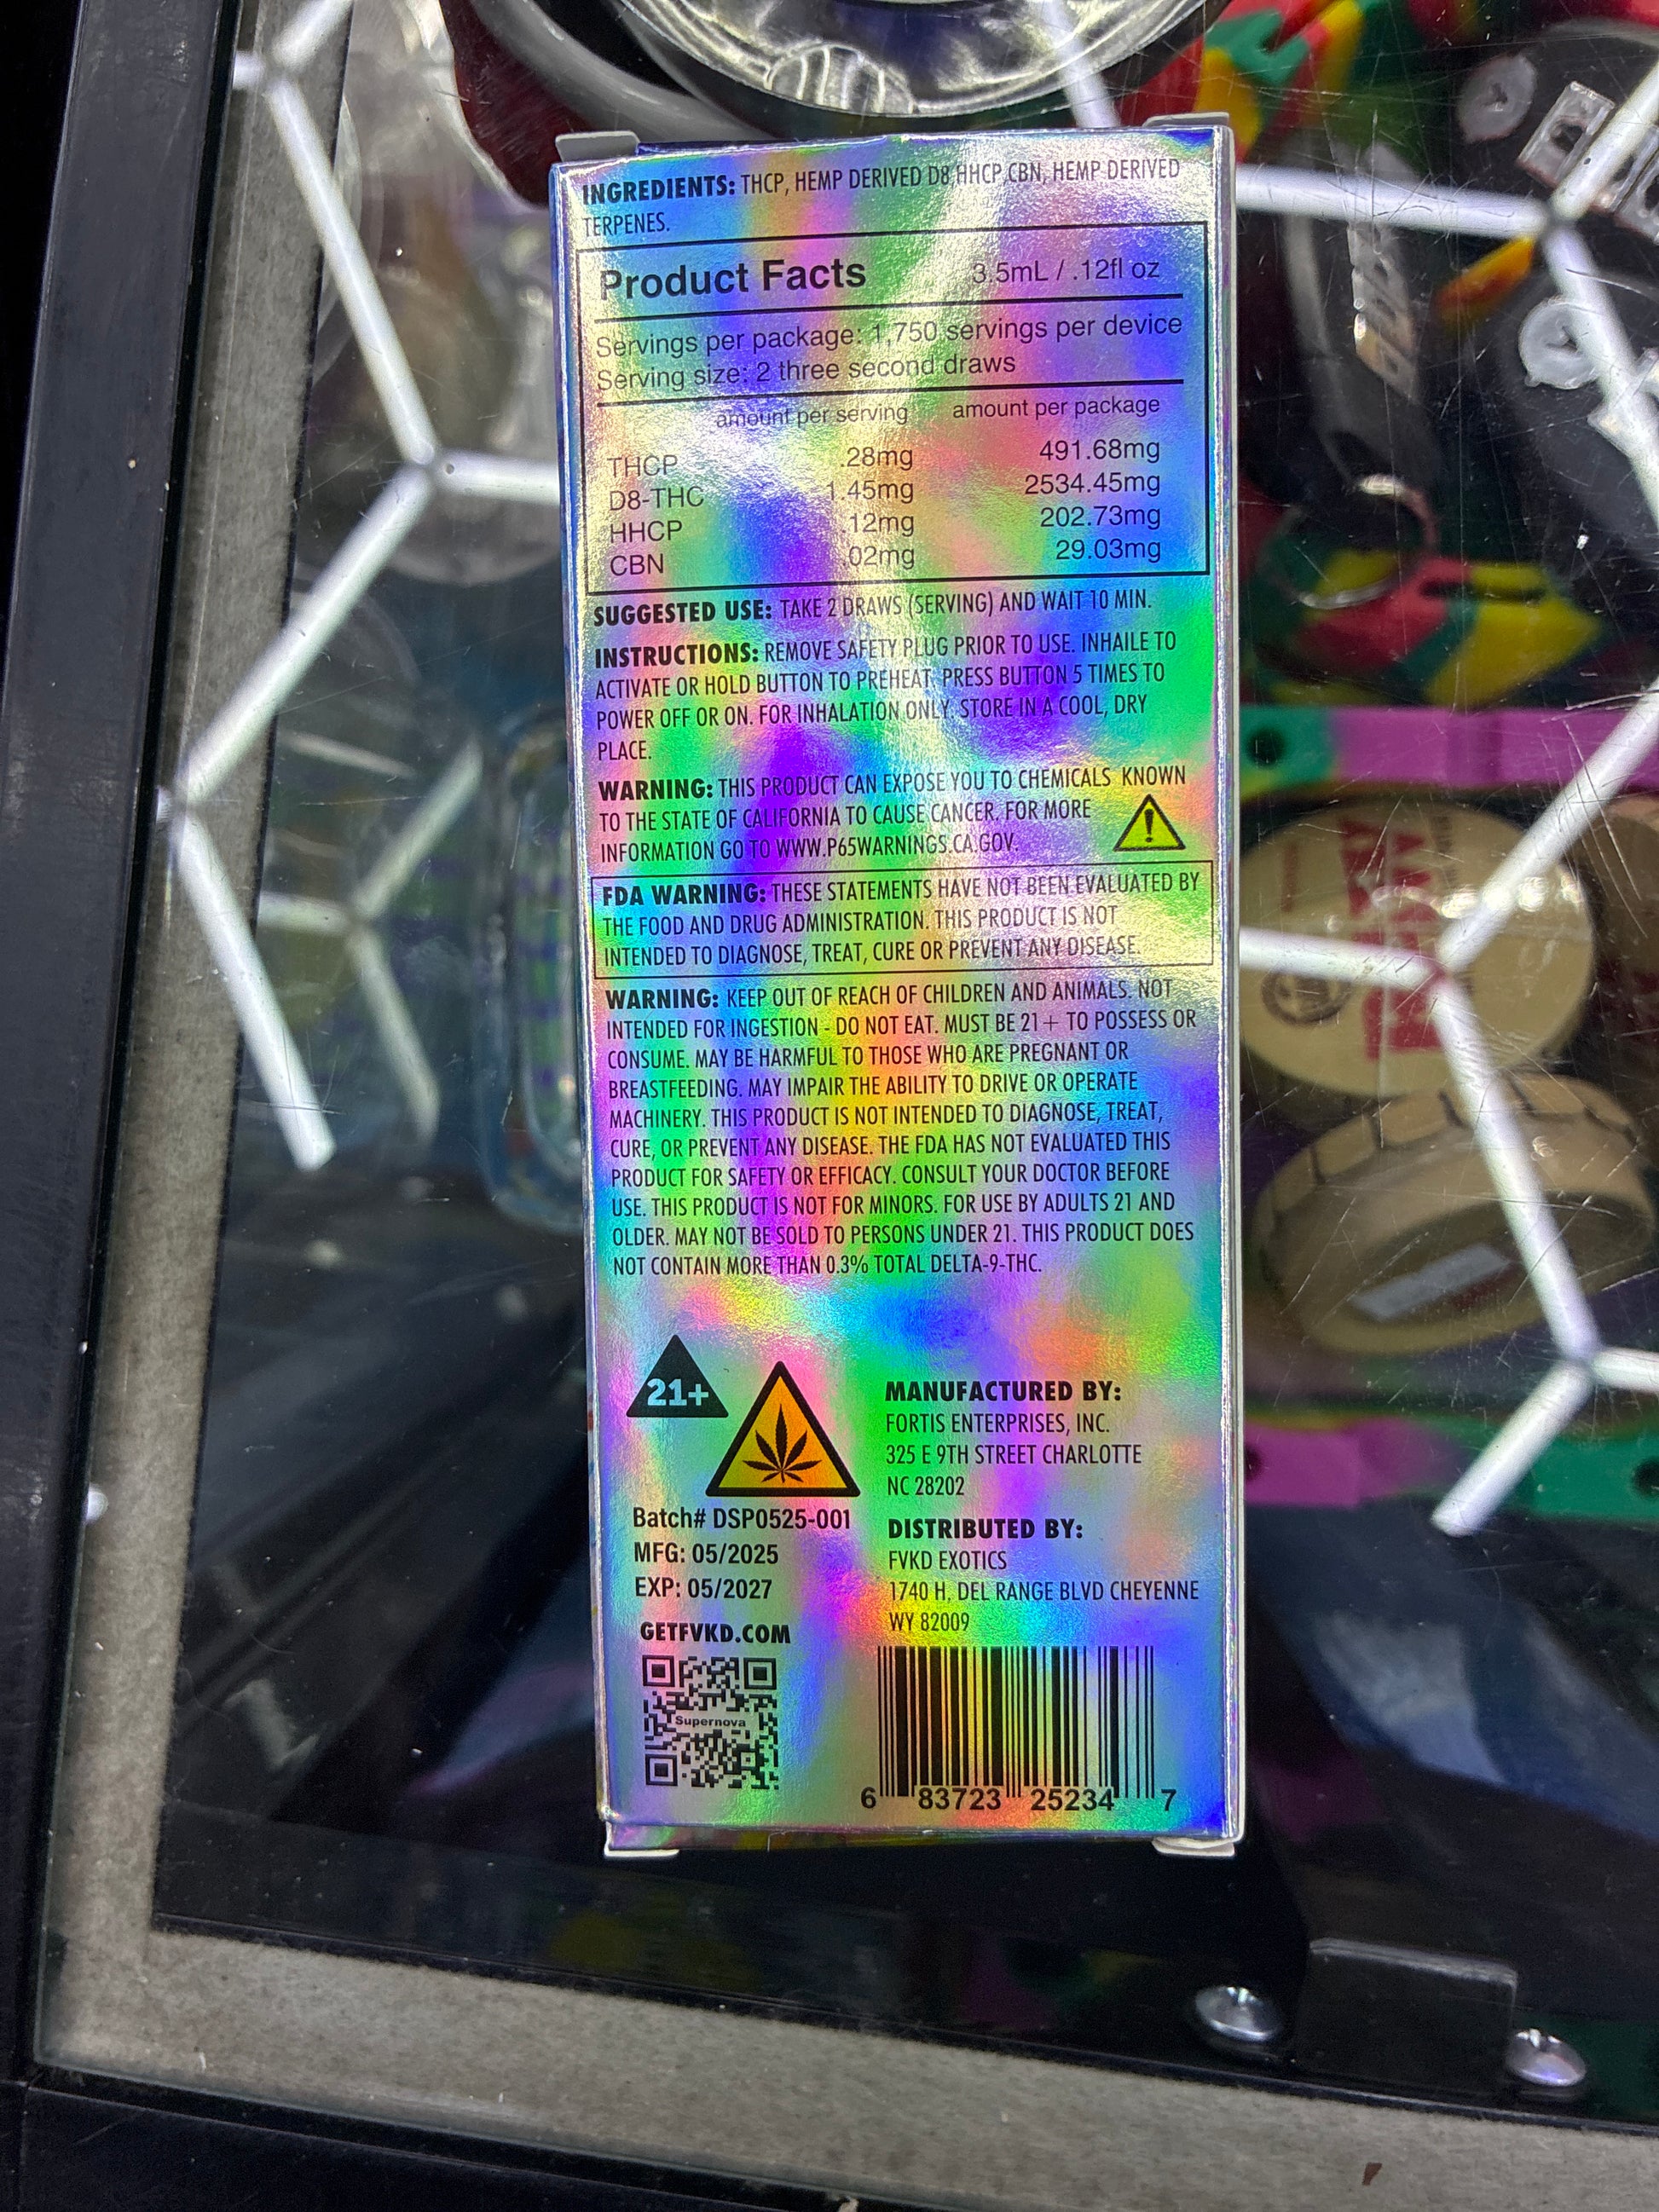 INGREDIENTS: THCP, HEMP DERIVED D8,HHCP,CBN, HEMP DERIVED
TERPENES.
Product Facts 3.5mL / .12fl oz
Servings per package: 1,750 servings per device
Serving size: 2 three second draws
amount per serving amount per package
THCP .28mg 491.68mg
D8-THC 1.45mg 2534.45mg
HHCP .12mg 202.73mg
CBN .02mg 29.03mg
SUGGESTED USE: TAKE 2 DRAWS (SERVING) AND WAIT 10 MIN.
INSTRUCTIONS: REMOVE SAFETY PLUG PRIOR TO USE. INHAILE TO
ACTIVATE OR HOLD BUTTON TO PREHEAT. PRESS BUTTON 5 TIMES TO
POWER OFF OR ON. FOR INHALATION ONLY. STORE IN A COOL, DRY
PLACE.
WARNING: THIS PRODUCT CAN EXPOSE YOU TO CHEMICALS KNOWN
TO THE STATE OF CALIFORNIA TO CAUSE CANCER. FOR MORE
INFORMATION GO TO WWW.P65WARNINGS.CA.GOV.
FDA WARNING: THESE STATEMENTS HAVE NOT BEEN EVALUATED BY
THE FOOD AND DRUG ADMINISTRATION. THIS PRODUCT IS NOT
INTENDED TO DIAGNOSE, TREAT, CURE OR PREVENT ANY DISEASE.
WARNING: KEEP OUT OF REACH OF CHILDREN AND ANIMALS. NOT
INTENDED FOR INGESTION - DO NOT EAT. MUST BE 21+ TO POSSESS OR
CONSUME. MAY BE HARMFUL TO THOSE WHO ARE PREGNANT OR
BREASTFEEDING. MAY IMPAIR THE ABILITY TO DRIVE OR OPERATE
MACHINERY. THIS PRODUCT IS NOT INTENDED TO DIAGNOSE, TREAT,
CURE, OR PREVENT ANY DISEASE. THE FDA HAS NOT EVALUATED THIS
PRODUCT FOR SAFETY OR EFFICACY. CONSULT YOUR DOCTOR BEFORE
USE. THIS PRODUCT IS NOT FOR MINORS. FOR USE BY ADULTS 21 AND
OLDER. MAY NOT BE SOLD TO PERSONS UNDER 21. THIS PRODUCT DOES
NOT CONTAIN MORE THAN 0.3% TOTAL DELTA-9-THC.
21+
Batch# DSP0525-001
MFG: 05/2025
EXP: 05/2027
GETFVKD.COM
Supernova
MANUFACTURED BY:
FORTIS ENTERPRISES, INC.
325 E 9TH STREET CHARLOTTE
NC 28202
DISTRIBUTED BY:
FVKD EXOTICS
1740 H, DEL RANGE BLVD CHEYENNE
WY 82009
6 83723 25234 7